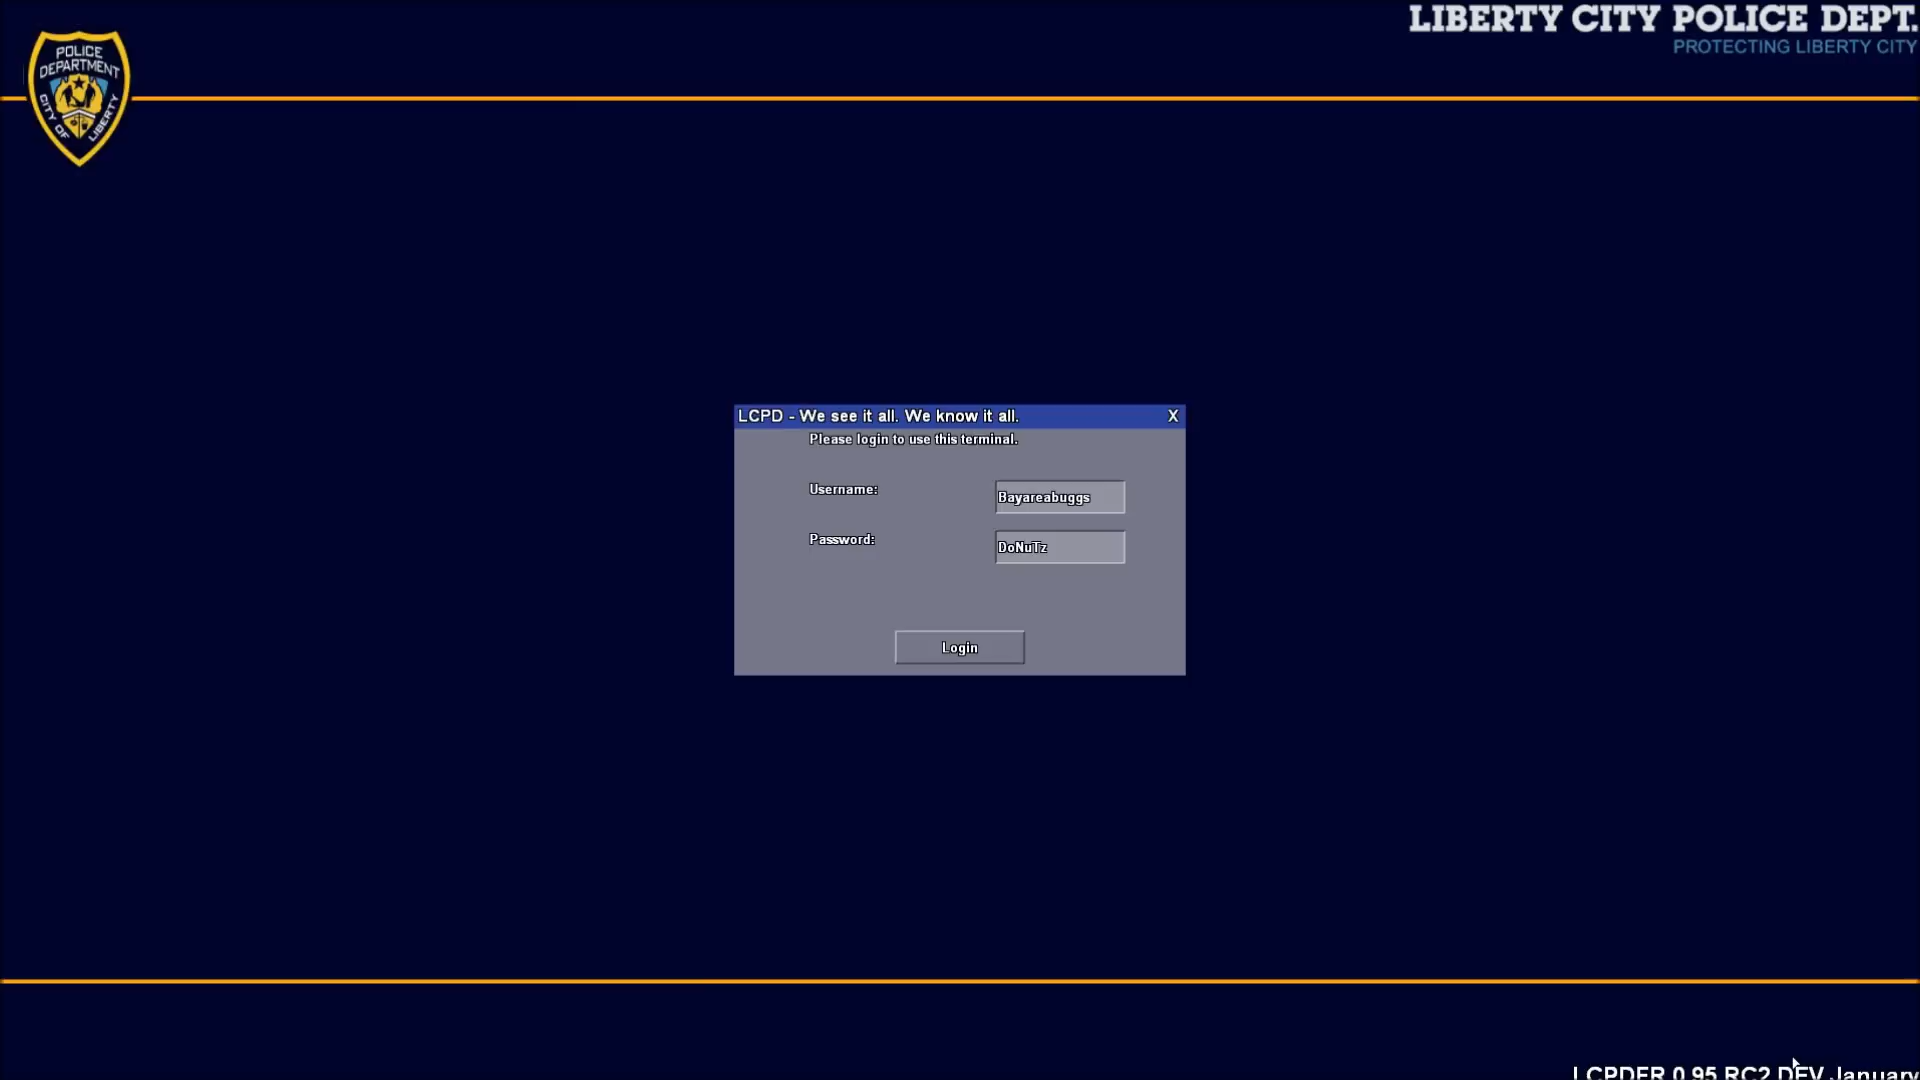 LIBERTY CITY POLICE DEPT.
PROTECTING LIBERTY CITY
POLICE
DEPARTMENT
CITY OF LIBERTY
LCPD - We see it all. We know it all. X
Please login to use this terminal.
Username: Bayareabuggs
Password: DoNuTz
Login
LCPDFR 0.95 RC2 DEV January